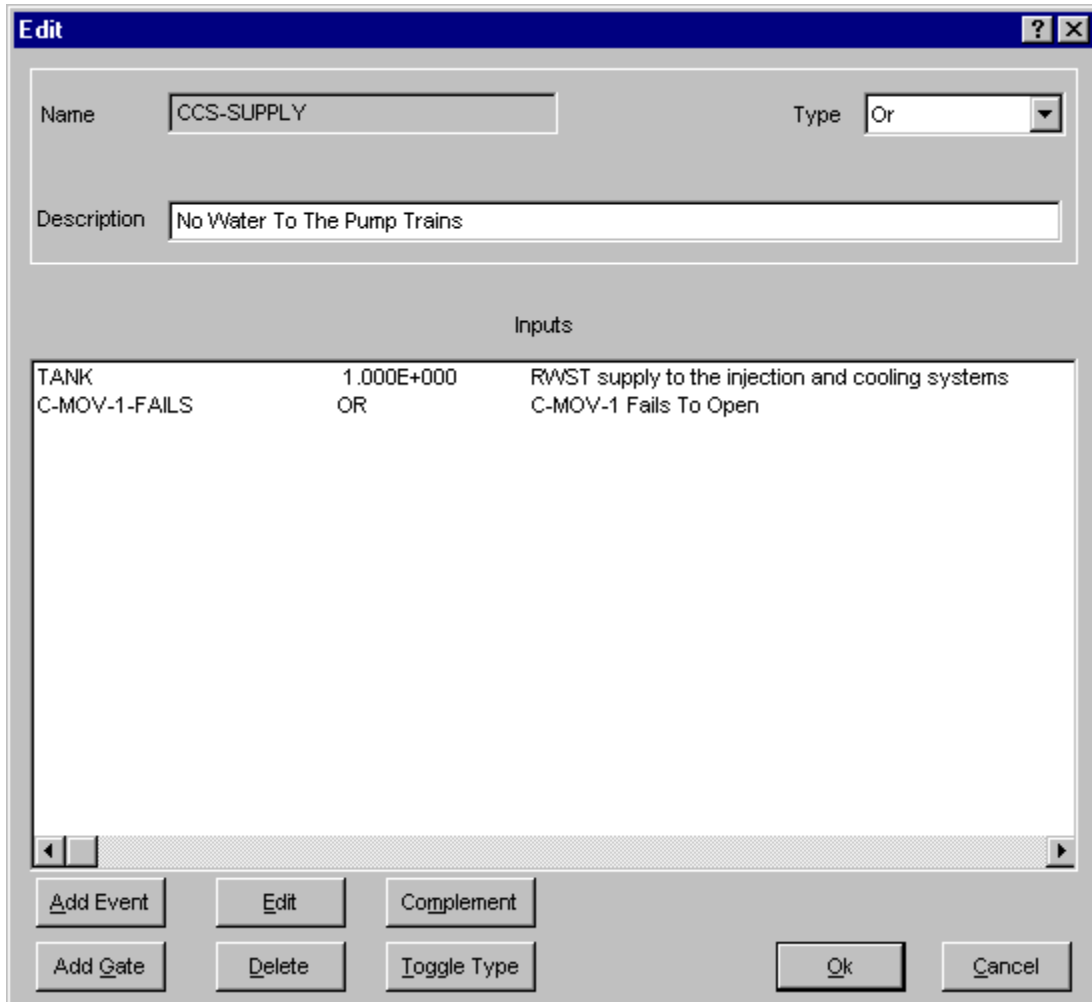 Edit
Name CCS-SUPPLY Type Or
Description No Water To The Pump Trains
Inputs
TANK 1.000E+000 RWST supply to the injection and cooling systems
C-MOV-1-FAILS OR C-MOV-1 Fails To Open
Add Event Edit Complement
Add Gate Delete Toggle Type Ok Cancel